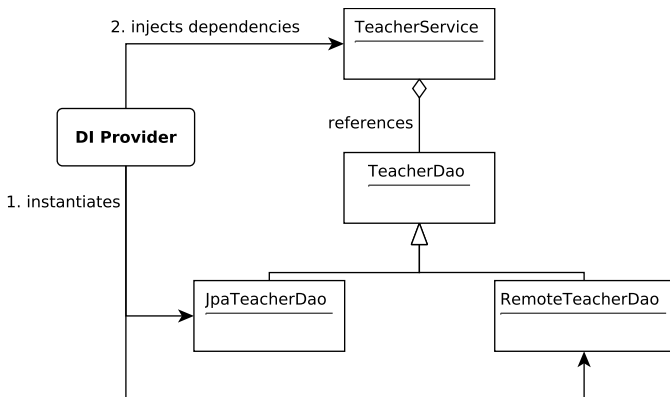 2. injects dependencies
TeacherService
references
DI Provider
TeacherDao
1. instantiates
JpaTeacherDao
RemoteTeacherDao